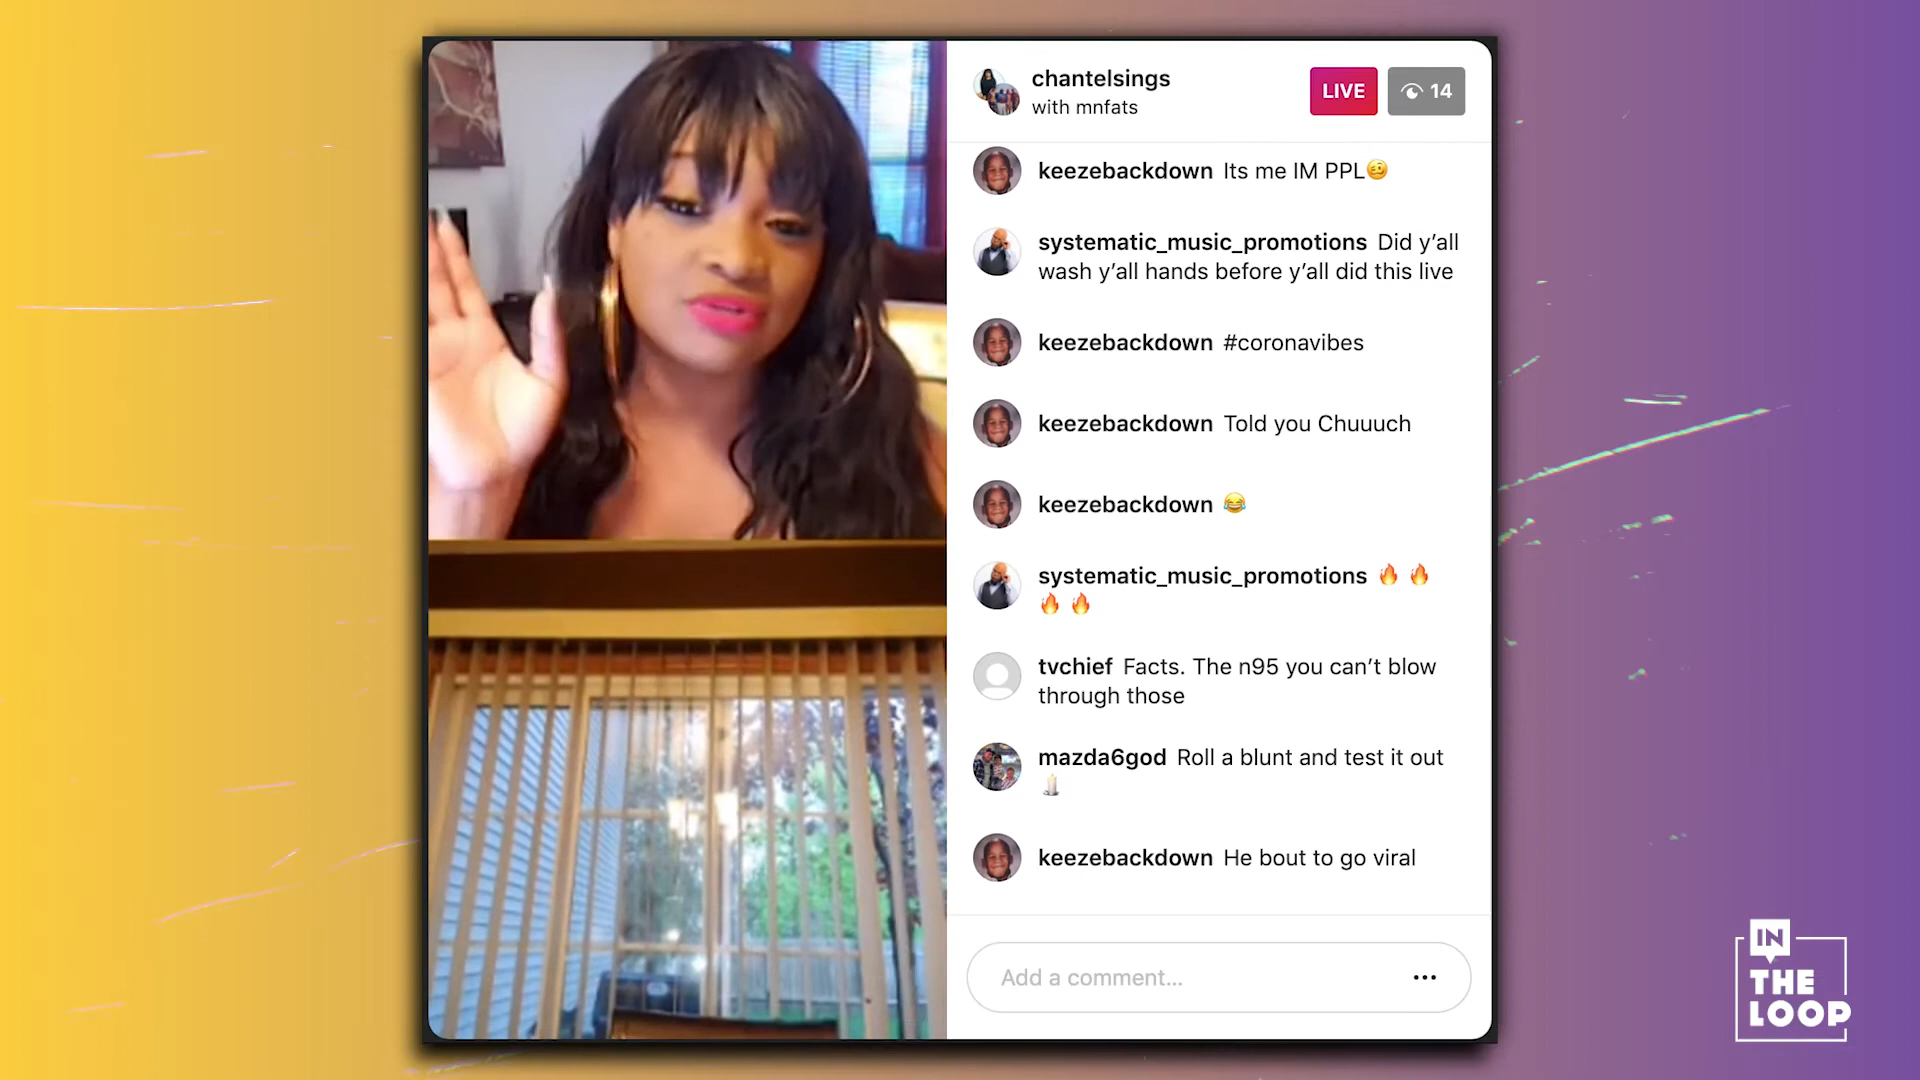 chantelsings
with mnfats
LIVE
14
keezebackdown Its me IM PPL🥴
systematic_music_promotions Did y’all
wash y’all hands before y’all did this live
keezebackdown #coronavibes
keezebackdown Told you Chuuuch
keezebackdown 😂
systematic_music_promotions 🔥 🔥
🔥 🔥
tvchief Facts. The n95 you can’t blow
through those
mazda6god Roll a blunt and test it out
🕯️
keezebackdown He bout to go viral
Add a comment...
IN
THE
LOOP